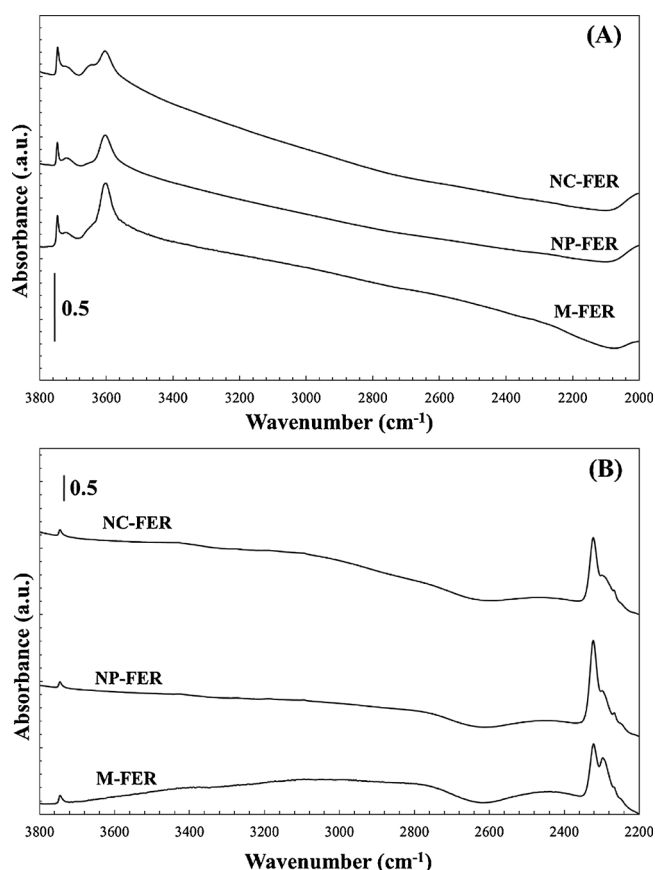 (A)
NC-FER
NP-FER
M-FER
0.5
Absorbance (.a.u.)
3800 3600 3400 3200 3000 2800 2600 2400 2200 2000
Wavenumber (cm-1)
(B)
0.5
NC-FER
NP-FER
M-FER
Absorbance (a.u.)
3800 3600 3400 3200 3000 2800 2600 2400 2200
Wavenumber (cm-1)